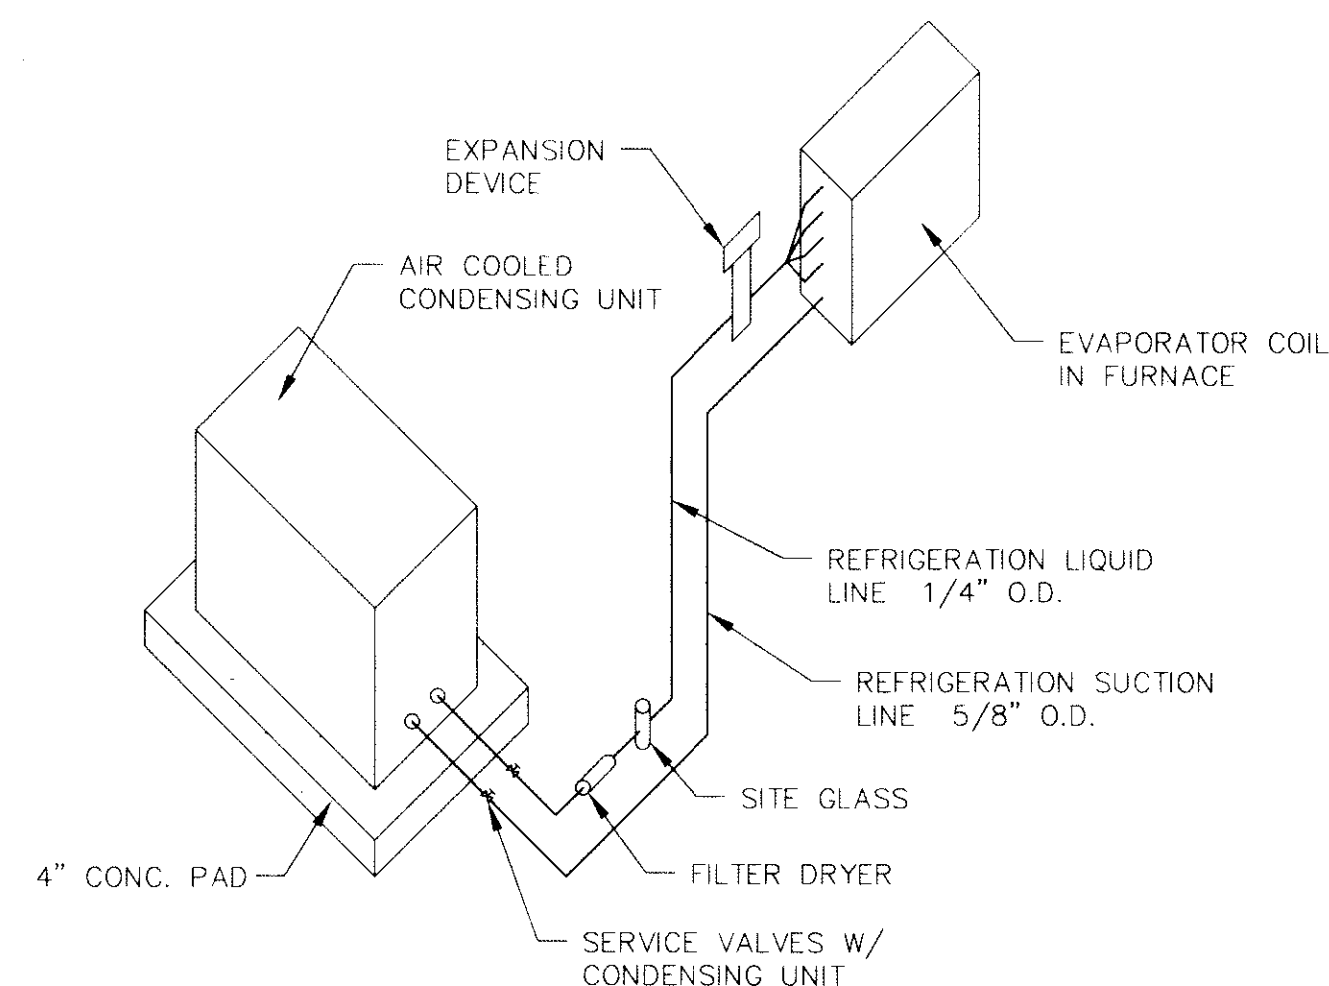 EXPANSION
DEVICE
AIR COOLED
CONDENSING UNIT
EVAPORATOR COIL
IN FURNACE
REFRIGERATION LIQUID
LINE 1/4" O.D.
REFRIGERATION SUCTION
LINE 5/8" O.D.
SITE GLASS
4" CONC. PAD
FILTER DRYER
SERVICE VALVES W/
CONDENSING UNIT